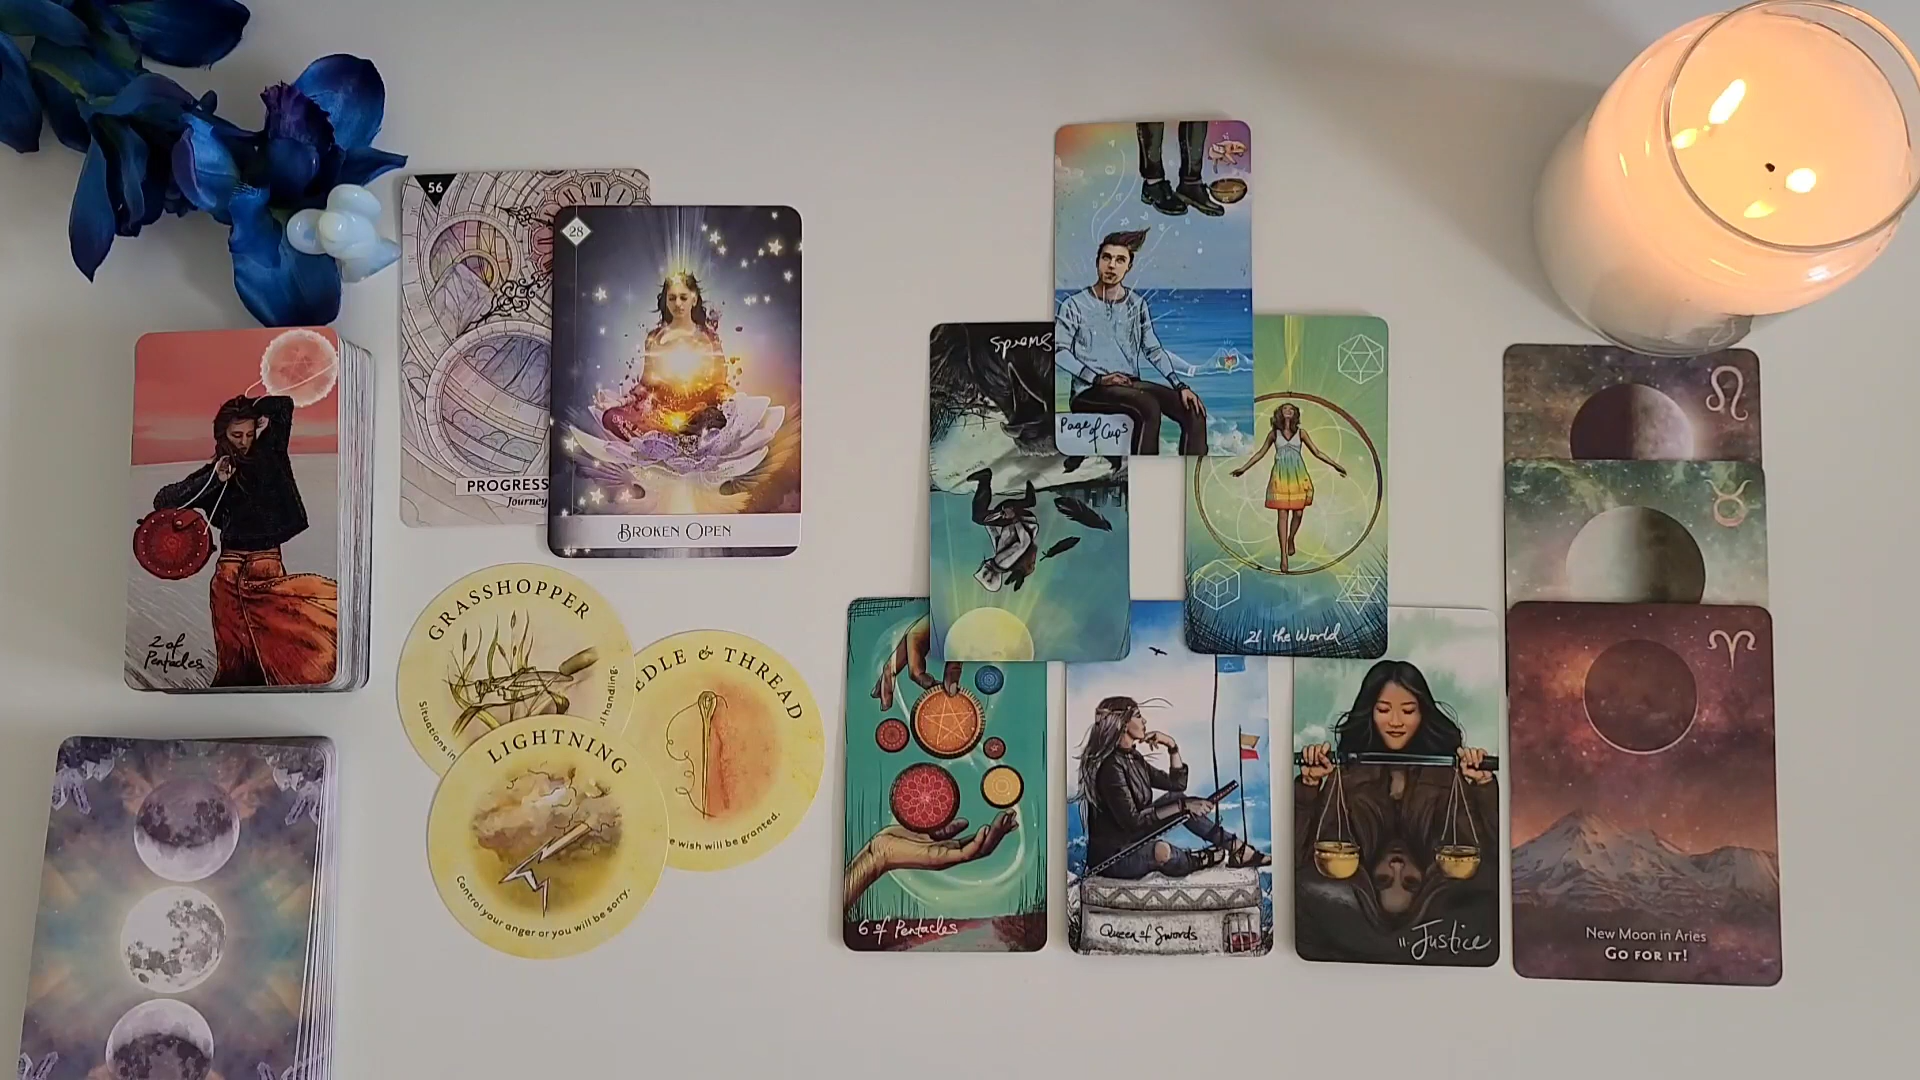 56
PROGRESS
Journey
28
BROKEN OPEN
2 of
Pentacles
GRASSHOPPER
Situations in
handling.
EDLE & THREAD
wish will be granted.
LIGHTNING
Control your anger or you will be sorry.
Page of Cups
Swords
21. the World
6 of Pentacles
Queen of Swords
11. Justice
New Moon in Aries
GO FOR IT!